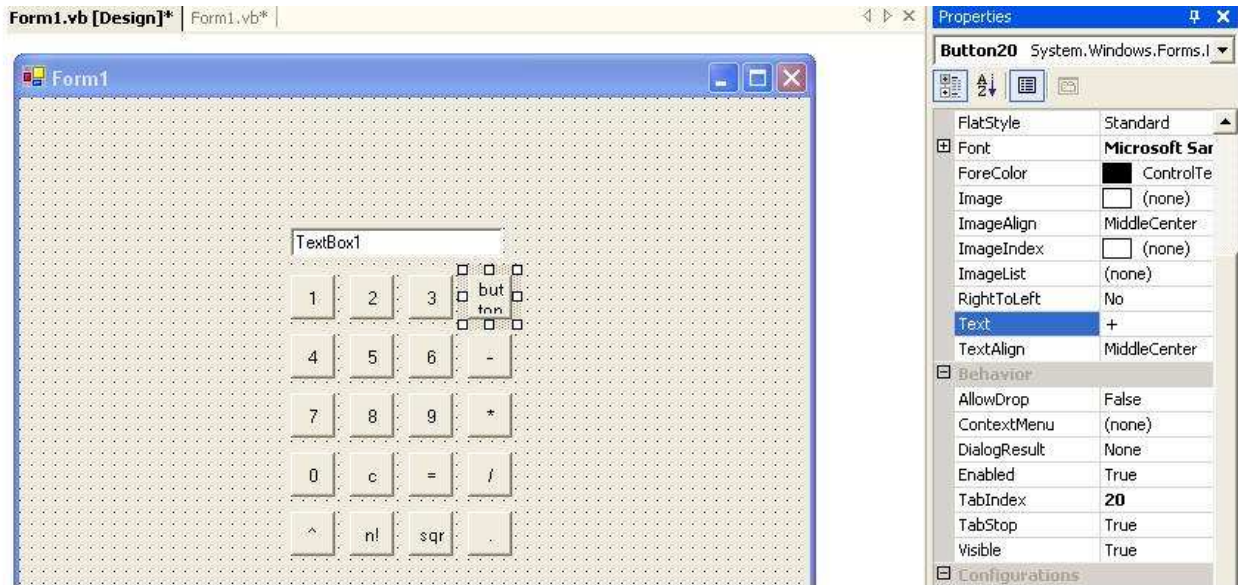 Form1.vb [Design]* Form1.vb*
Form1
TextBox1
1 2 3 but
ton
4 5 6 -
7 8 9 *
0 c = /
^ n! sqr .
Properties
Button20 System.Windows.Forms.
FlatStyle Standard
Font Microsoft San
ForeColor ControlTe
Image (none)
ImageAlign MiddleCenter
ImageIndex (none)
ImageList (none)
RightToLeft No
Text +
TextAlign MiddleCenter
Behavior
AllowDrop False
ContextMenu (none)
DialogResult None
Enabled True
TabIndex 20
TabStop True
Visible True
Configurations